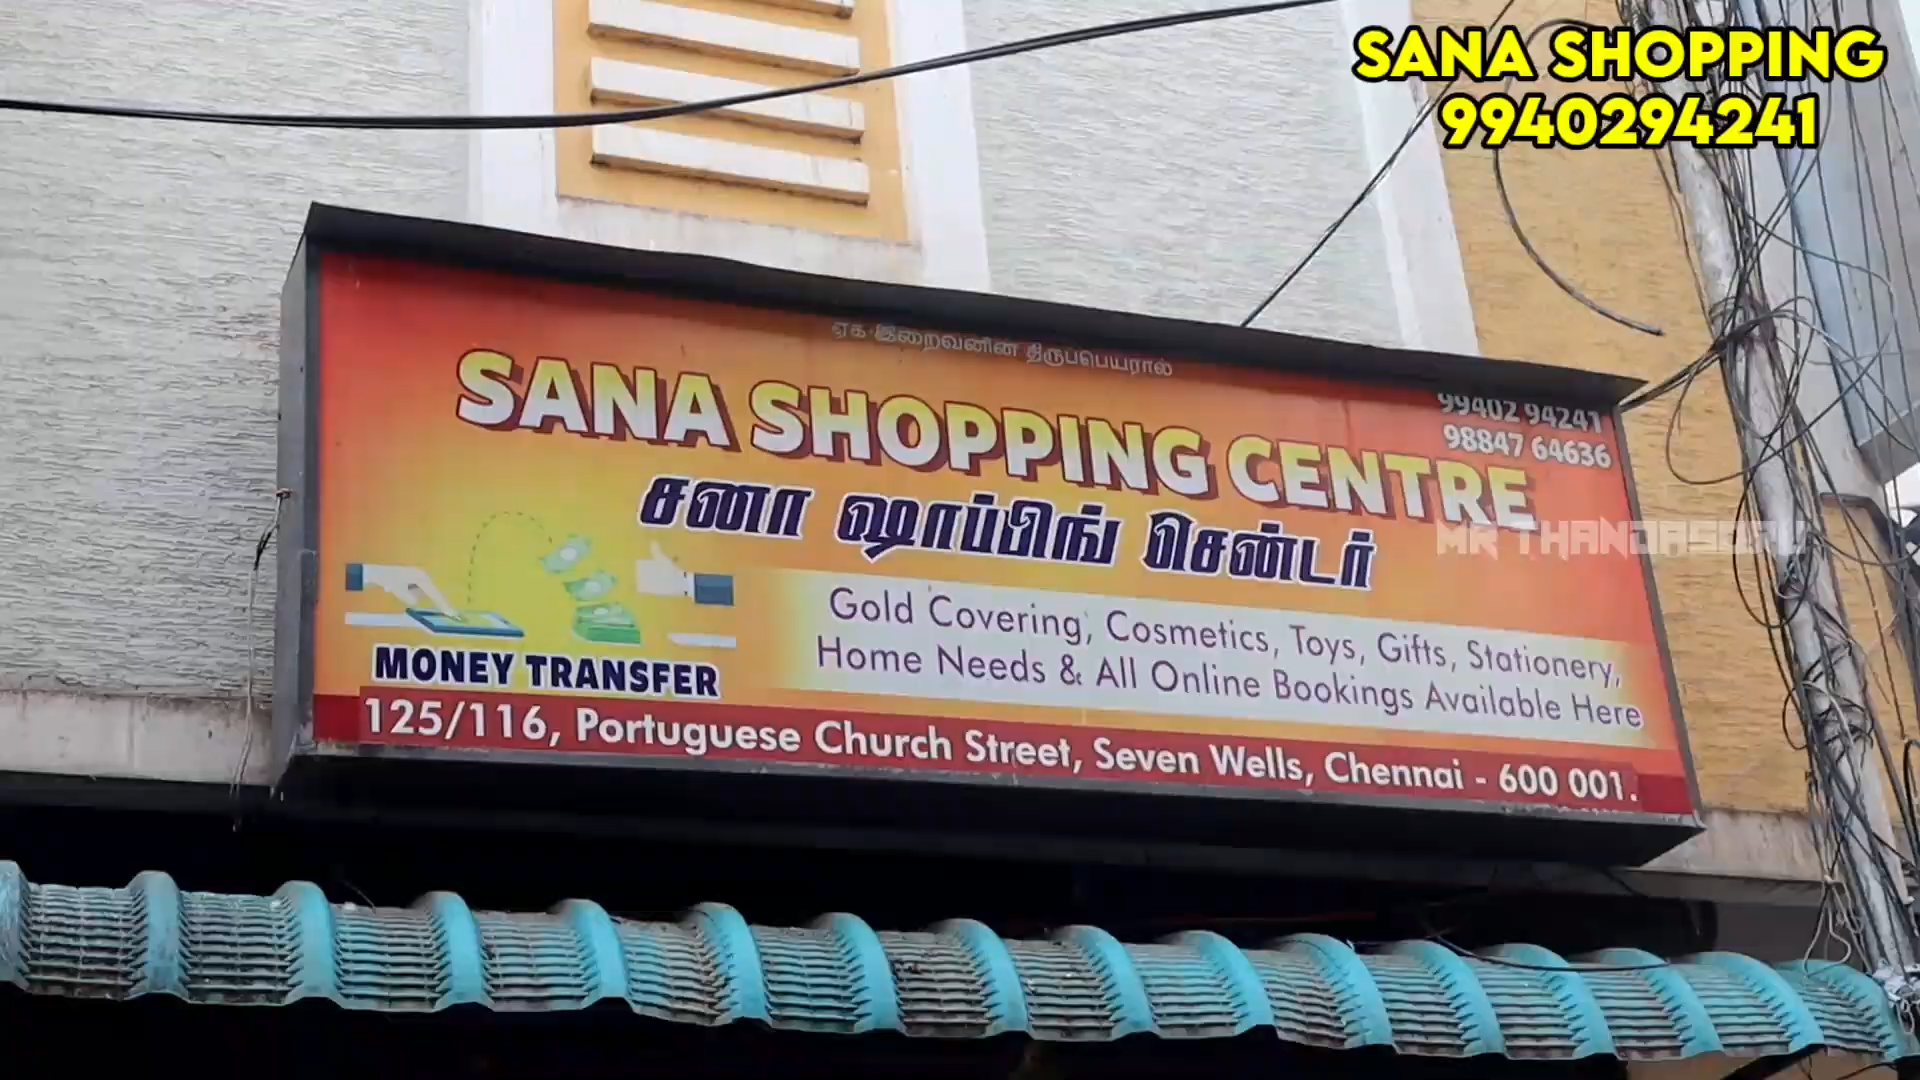 SANA SHOPPING
9940294241
ஏக இறைவனின் திருப்பெயரால்
99402 94241
98847 64636
SANA SHOPPING CENTRE
சனா ஷாப்பிங் சென்டர்
MR THANDASORU
Gold Covering, Cosmetics, Toys, Gifts, Stationery,
Home Needs & All Online Bookings Available Here
MONEY TRANSFER
125/116, Portuguese Church Street, Seven Wells, Chennai - 600 001.